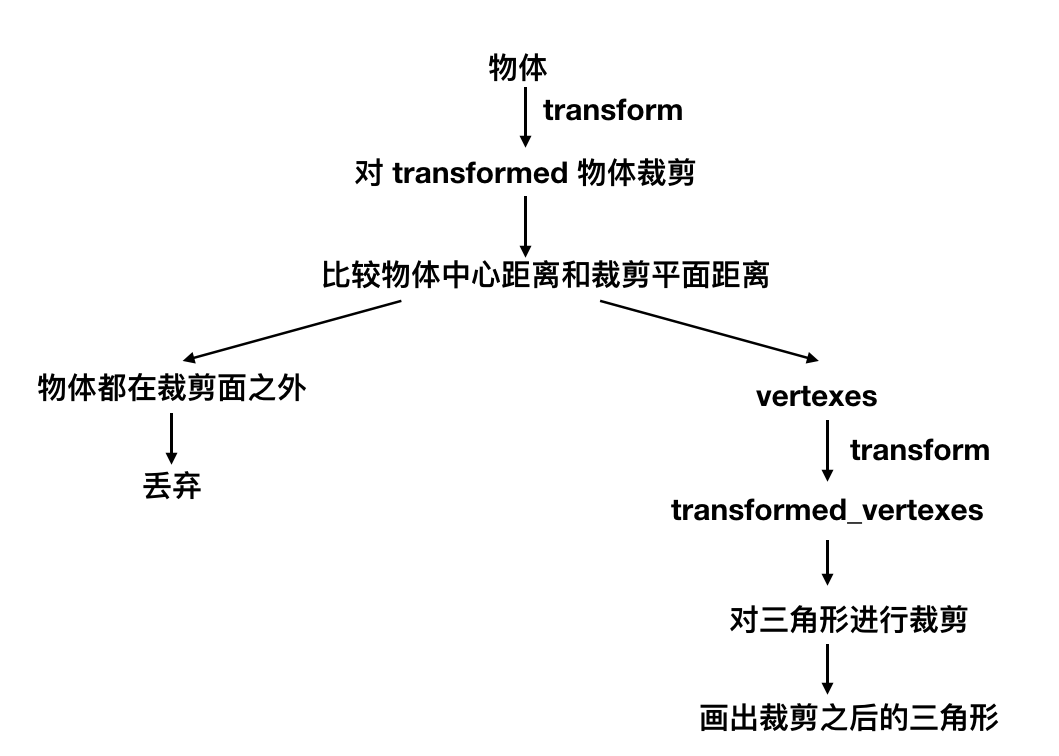 物体
transform
对 transformed 物体裁剪
比较物体中心距离和裁剪平面距离
物体都在裁剪面之外
丢弃
vertexes
transform
transformed_vertexes
对三角形进行裁剪
画出裁剪之后的三角形